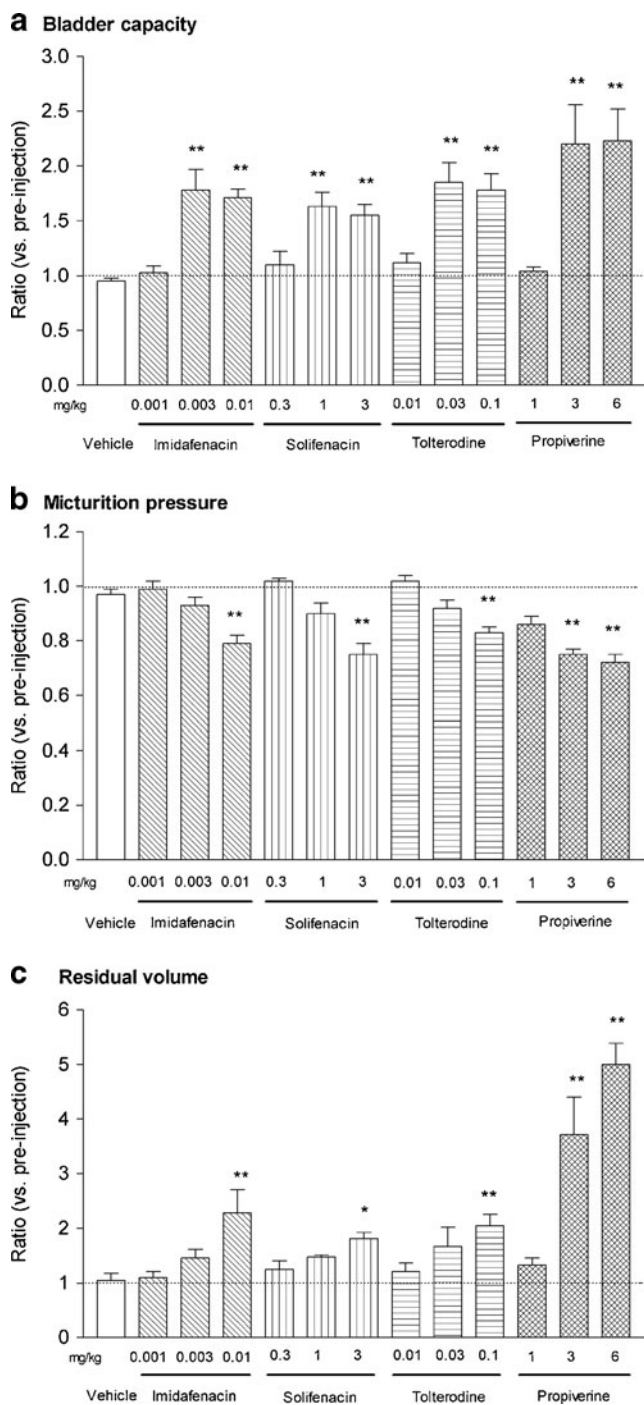 a Bladder capacity
Ratio (vs. pre-injection)
3.0
2.5
2.0
1.5
1.0
0.5
0.0
** ** ** ** ** ** ** **
mg/kg 0.001 0.003 0.01 0.3 1 3 0.01 0.03 0.1 1 3 6
Vehicle Imidafenacin Solifenacin Tolterodine Propiverine
b Micturition pressure
Ratio (vs. pre-injection)
1.2
1.0
0.8
0.6
0.4
0.2
0.0
** ** ** ** **
mg/kg 0.001 0.003 0.01 0.3 1 3 0.01 0.03 0.1 1 3 6
Vehicle Imidafenacin Solifenacin Tolterodine Propiverine
c Residual volume
Ratio (vs. pre-injection)
6
5
4
3
2
1
0
** * ** ** **
mg/kg 0.001 0.003 0.01 0.3 1 3 0.01 0.03 0.1 1 3 6
Vehicle Imidafenacin Solifenacin Tolterodine Propiverine